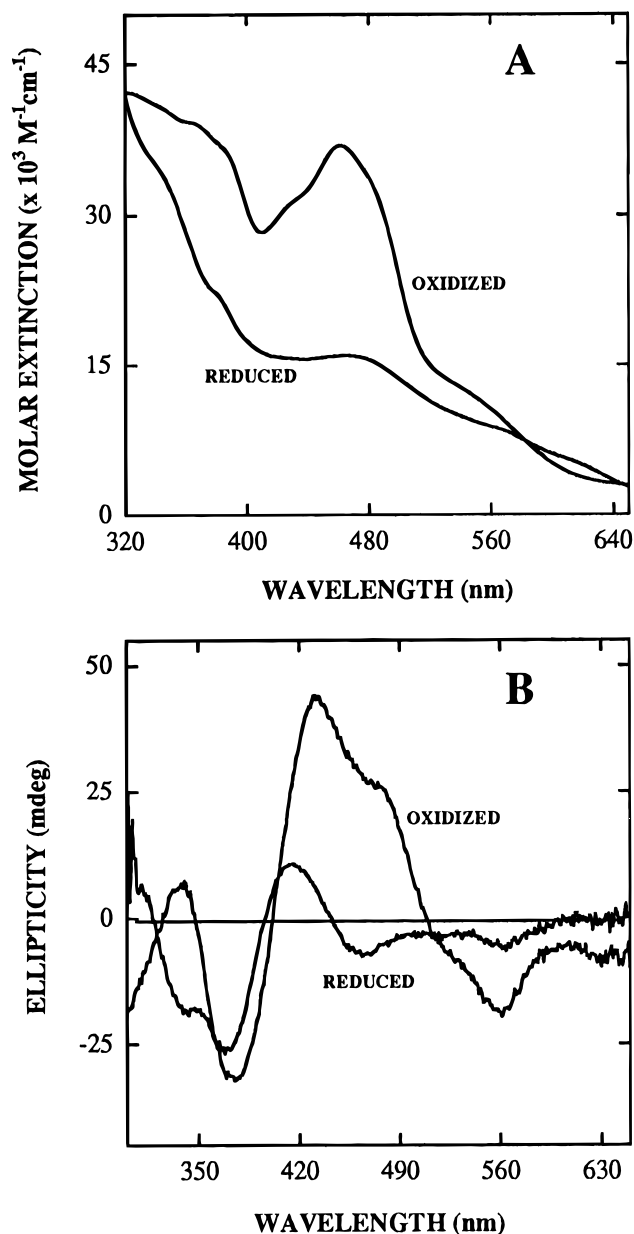 A
MOLAR EXTINCTION (x 10³ M⁻¹cm⁻¹)
45
30
15
0
OXIDIZED
REDUCED
320 400 480 560 640
WAVELENGTH (nm)
B
ELLIPTICITY (mdeg)
50
25
0
-25
OXIDIZED
REDUCED
350 420 490 560 630
WAVELENGTH (nm)